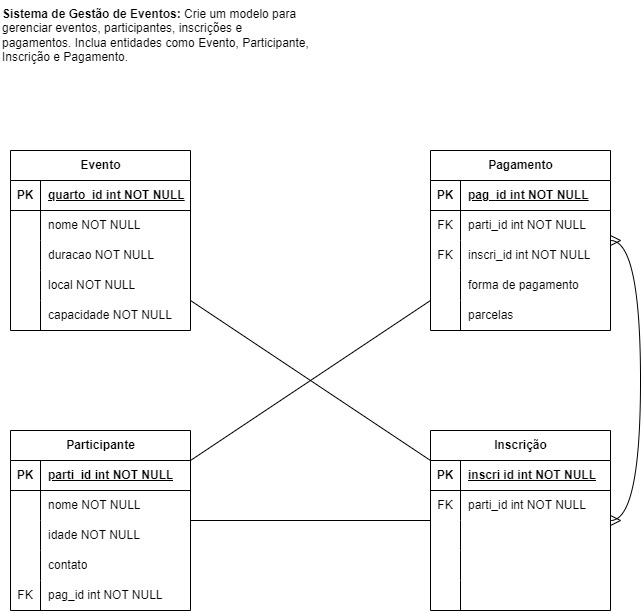 Sistema de Gestão de Eventos: Crie um modelo para
gerenciar eventos, participantes, inscrições e
pagamentos. Inclua entidades como Evento, Participante,
Inscrição e Pagamento.
Evento
PK quarto_id int NOT NULL
nome NOT NULL
duracao NOT NULL
local NOT NULL
capacidade NOT NULL
Pagamento
PK pag_id int NOT NULL
FK parti_id int NOT NULL
FK inscri_id int NOT NULL
forma de pagamento
parcelas
Participante
PK parti_id int NOT NULL
nome NOT NULL
idade NOT NULL
contato
FK pag_id int NOT NULL
Inscrição
PK inscri id int NOT NULL
FK parti_id int NOT NULL